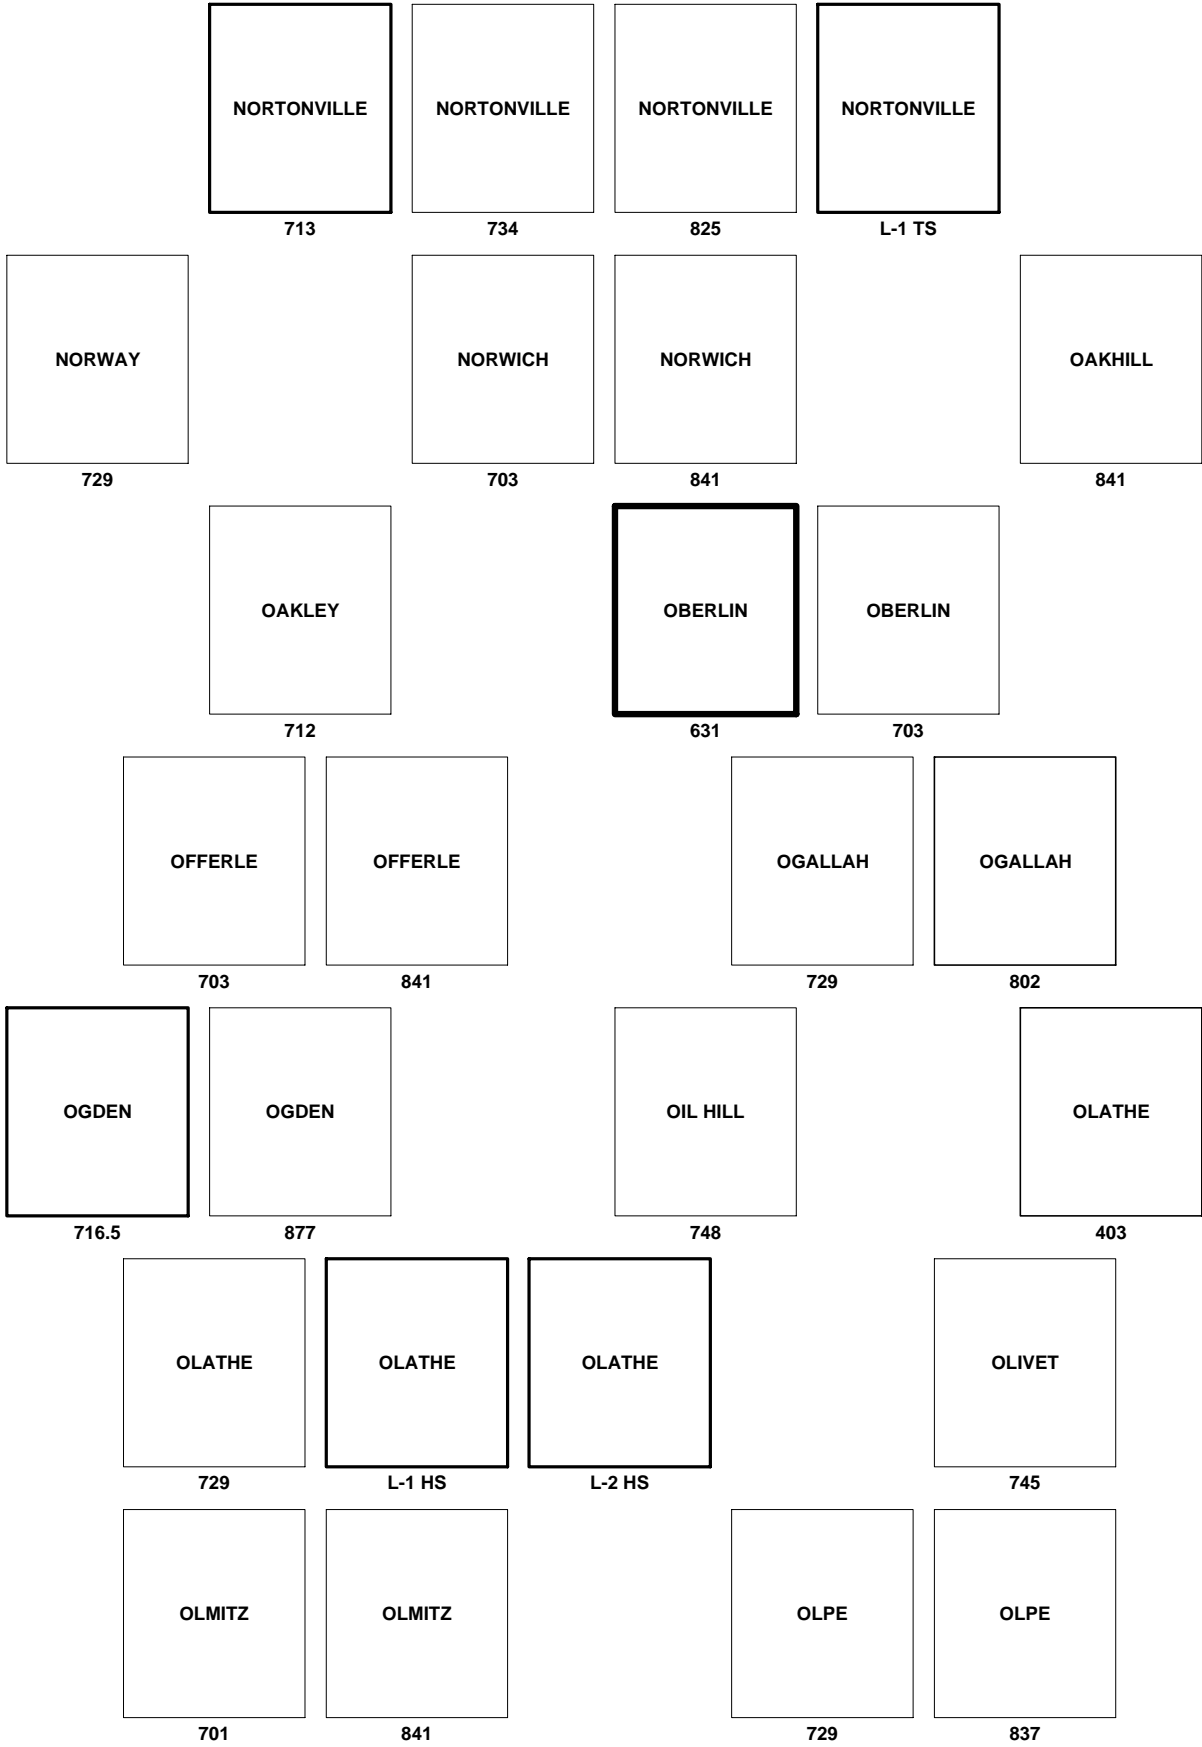 NORTONVILLE NORTONVILLE NORTONVILLE NORTONVILLE
713 734 825 L-1 TS
NORWAY NORWICH NORWICH OAKHILL
729 703 841 841
OAKLEY OBERLIN OBERLIN
712 631 703
OFFERLE OFFERLE OGALLAH OGALLAH
703 841 729 802
OGDEN OGDEN OIL HILL OLATHE
716.5 877 748 403
OLATHE OLATHE OLATHE OLIVET
729 L-1 HS L-2 HS 745
OLMITZ OLMITZ OLPE OLPE
701 841 729 837